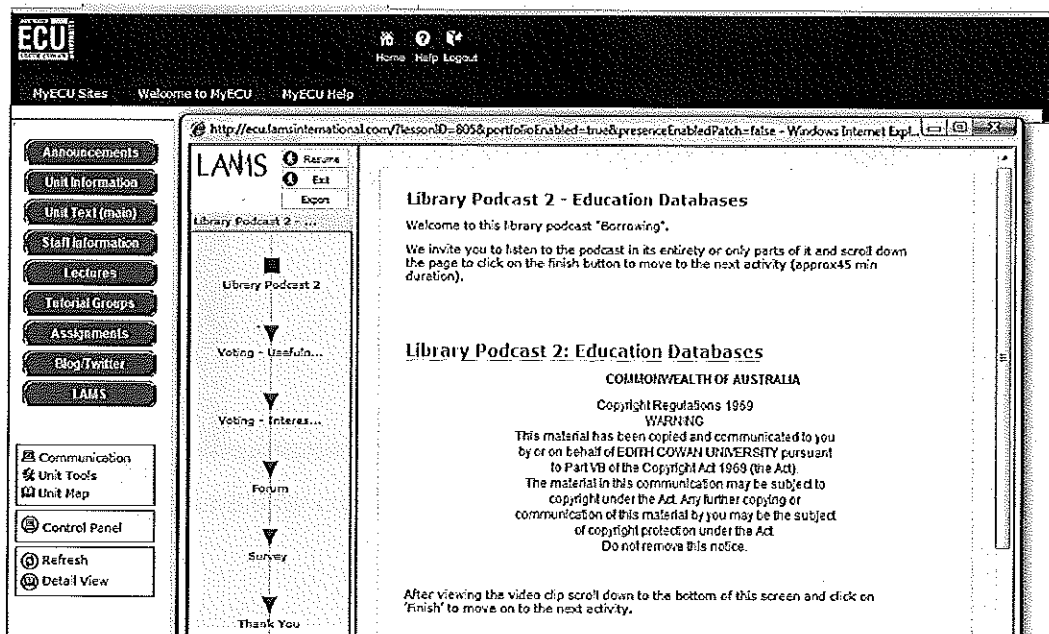 ECU
EDITH COWAN
Home Help Logout
MyECU Sites Welcome to MyECU MyECU Help
http://ecu.lamsinternational.com/?lessonID=805&portfolioEnabled=true&presenceEnabledPatch=false - Windows Internet Expl...
Announcements
Unit Information
Unit Text (main)
Staff Information
Lectures
Tutorial Groups
Assignments
Blog/Twitter
LAMS
Communication
Unit Tools
Unit Map
Control Panel
Refresh
Detail View
LAMS
Resume
Exit
Export
Library Podcast 2 - ...
Library Podcast 2
Voting - Usefuln...
Voting - Interes...
Forum
Survey
Thank You
Library Podcast 2 - Education Databases
Welcome to this library podcast "Borrowing".
We invite you to listen to the podcast in its entirety or only parts of it and scroll down
the page to click on the finish button to move to the next activity (approx45 min
duration).
Library Podcast 2: Education Databases
COMMONWEALTH OF AUSTRALIA
Copyright Regulations 1969
WARNING
This material has been copied and communicated to you
by or on behalf of EDITH COWAN UNIVERSITY pursuant
to Part VB of the Copyright Act 1968 (the Act).
The material in this communication may be subject to
copyright under the Act. Any further copying or
communication of this material by you may be the subject
of copyright protection under the Act.
Do not remove this notice.
After viewing the video clip scroll down to the bottom of this screen and click on
'Finish' to move on to the next activity.